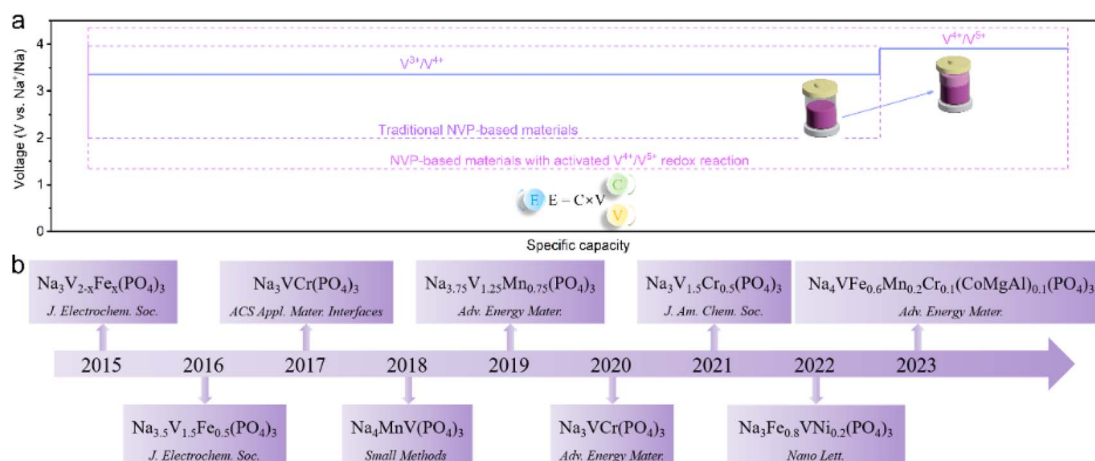 a
Voltage (V vs. Na⁺/Na)
4
3
2
1
0
V³⁺/V⁴⁺
V⁴⁺/V⁵⁺
Traditional NVP-based materials
NVP-based materials with activated V⁴⁺/V⁵⁺ redox reaction
E E = C×V C V
Specific capacity
b
Na₃V₂₋ₓFeₓ(PO₄)₃
J. Electrochem. Soc.
Na₃VCr(PO₄)₃
ACS Appl. Mater. Interfaces
Na₃.₇₅V₁.₂₅Mn₀.₇₅(PO₄)₃
Adv. Energy Mater.
Na₃V₁.₅Cr₀.₅(PO₄)₃
J. Am. Chem. Soc.
Na₄VFe₀.₆Mn₀.₂Cr₀.₁(CoMgAl)₀.₁(PO₄)₃
Adv. Energy Mater.
2015 2016 2017 2018 2019 2020 2021 2022 2023
Na₃.₅V₁.₅Fe₀.₅(PO₄)₃
J. Electrochem. Soc.
Na₄MnV(PO₄)₃
Small Methods
Na₃VCr(PO₄)₃
Adv. Energy Mater.
Na₃Fe₀.₈VNi₀.₂(PO₄)₃
Nano Lett.